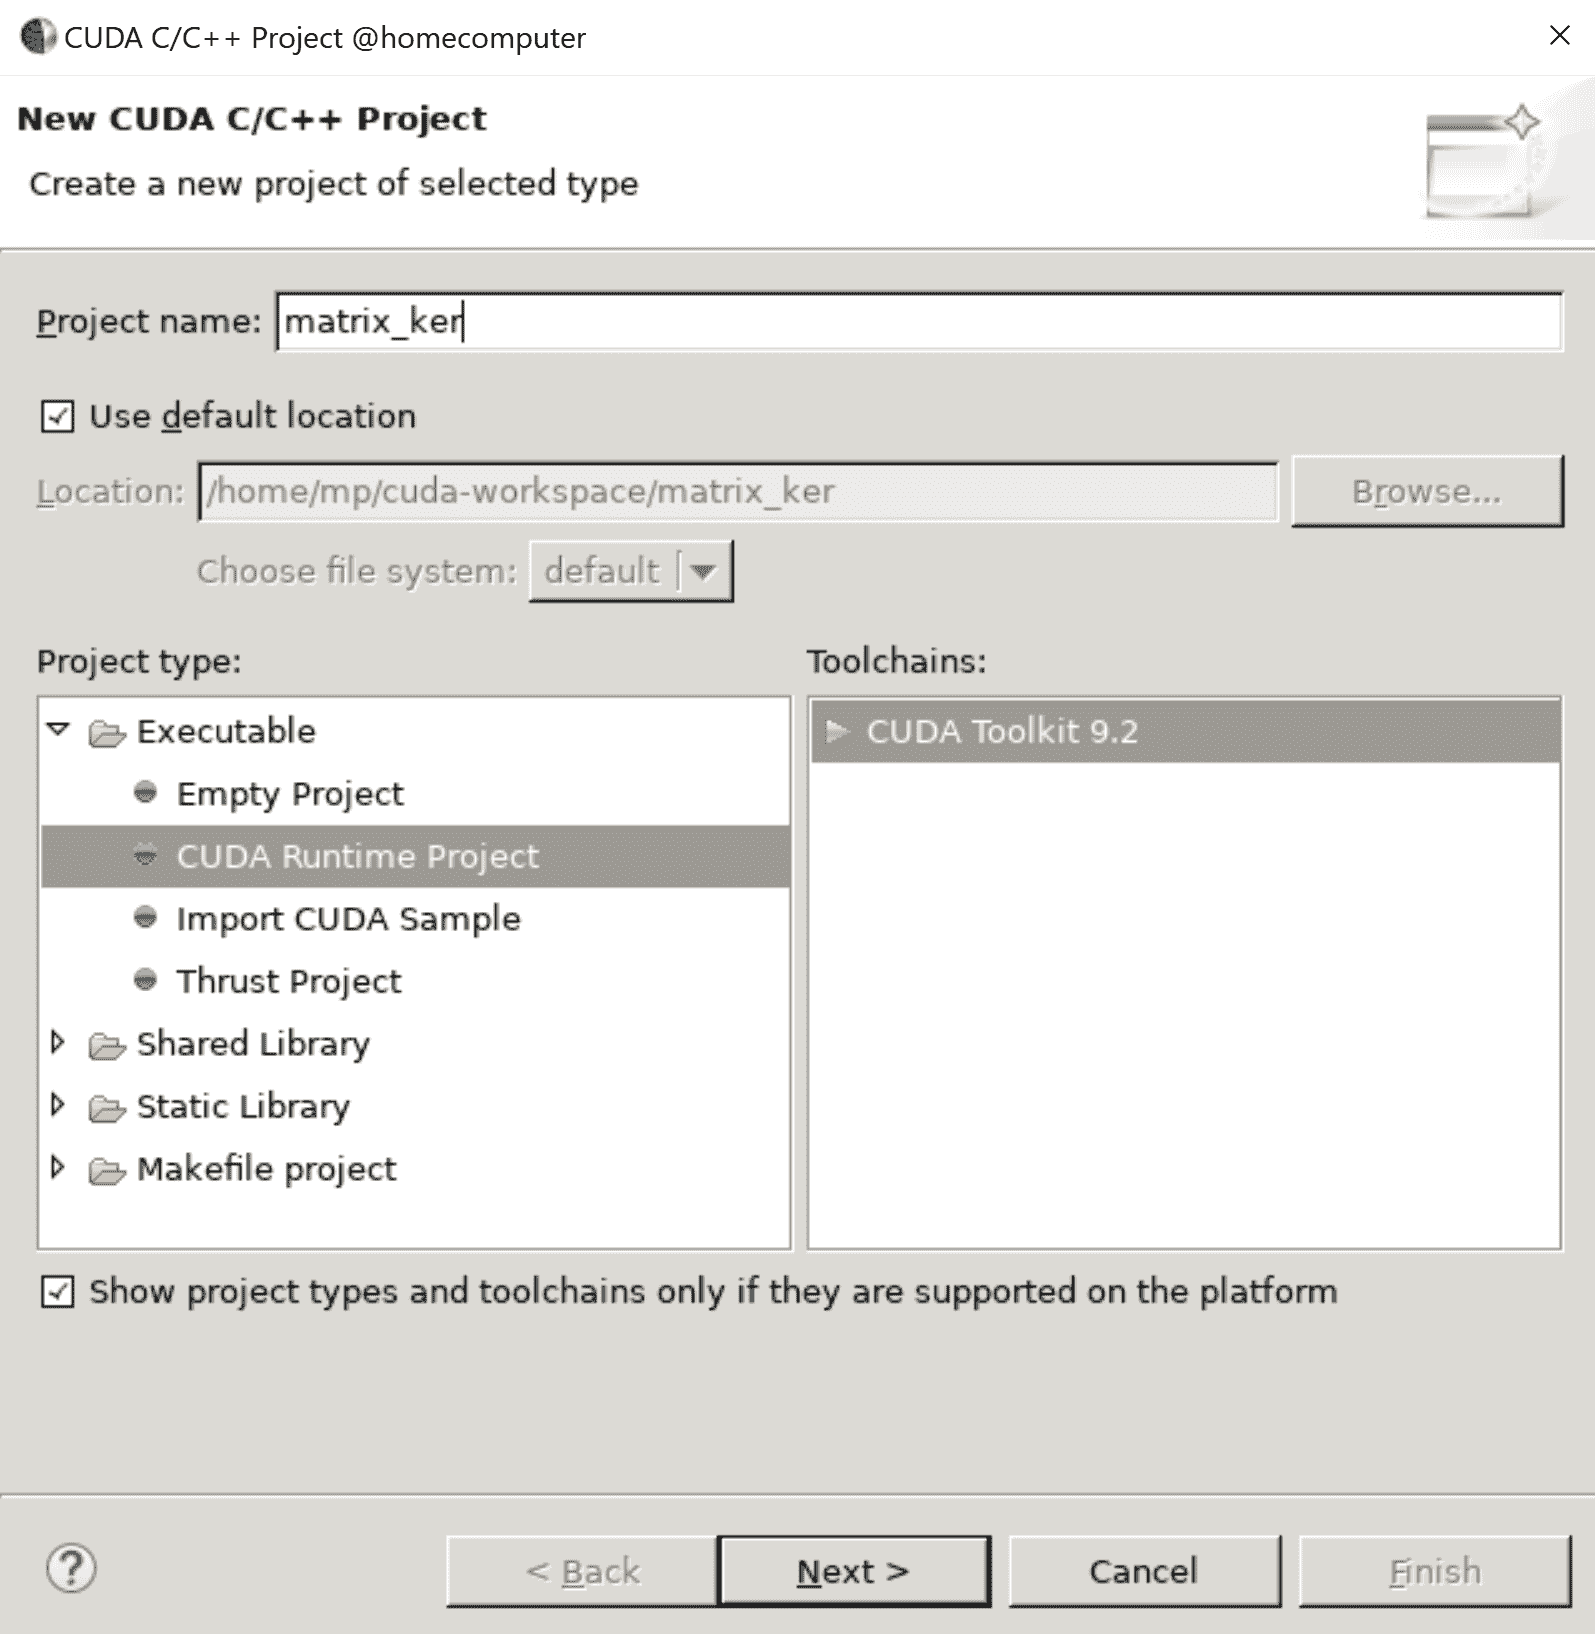 CUDA C/C++ Project @homecomputer
New CUDA C/C++ Project
Create a new project of selected type
Project name: matrix_ker
Use default location
Location: /home/mp/cuda-workspace/matrix_ker Browse...
Choose file system: default
Project type: Toolchains:
Executable CUDA Toolkit 9.2
Empty Project
CUDA Runtime Project
Import CUDA Sample
Thrust Project
Shared Library
Static Library
Makefile project
Show project types and toolchains only if they are supported on the platform
? < Back Next > Cancel Finish